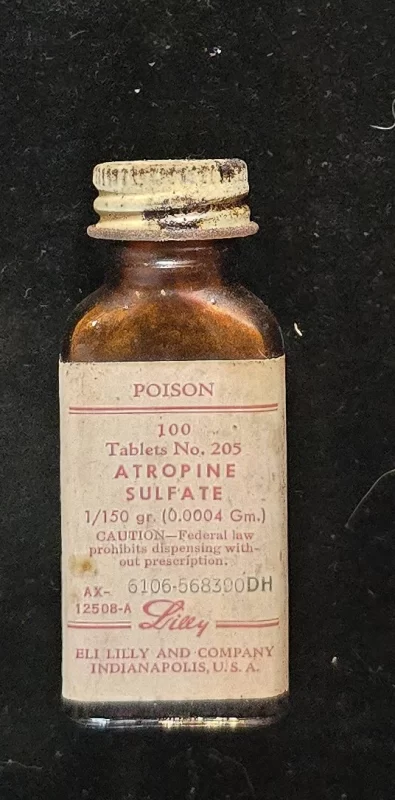 POISON
100
Tablets No. 205
ATROPINE
SULFATE
1/150 gr. (0.0004 Gm.)
CAUTION—Federal law
prohibits dispensing with-
out prescription.
AX– 6106-568390DH
12508-A
Lilly
ELI LILLY AND COMPANY
INDIANAPOLIS, U. S. A.